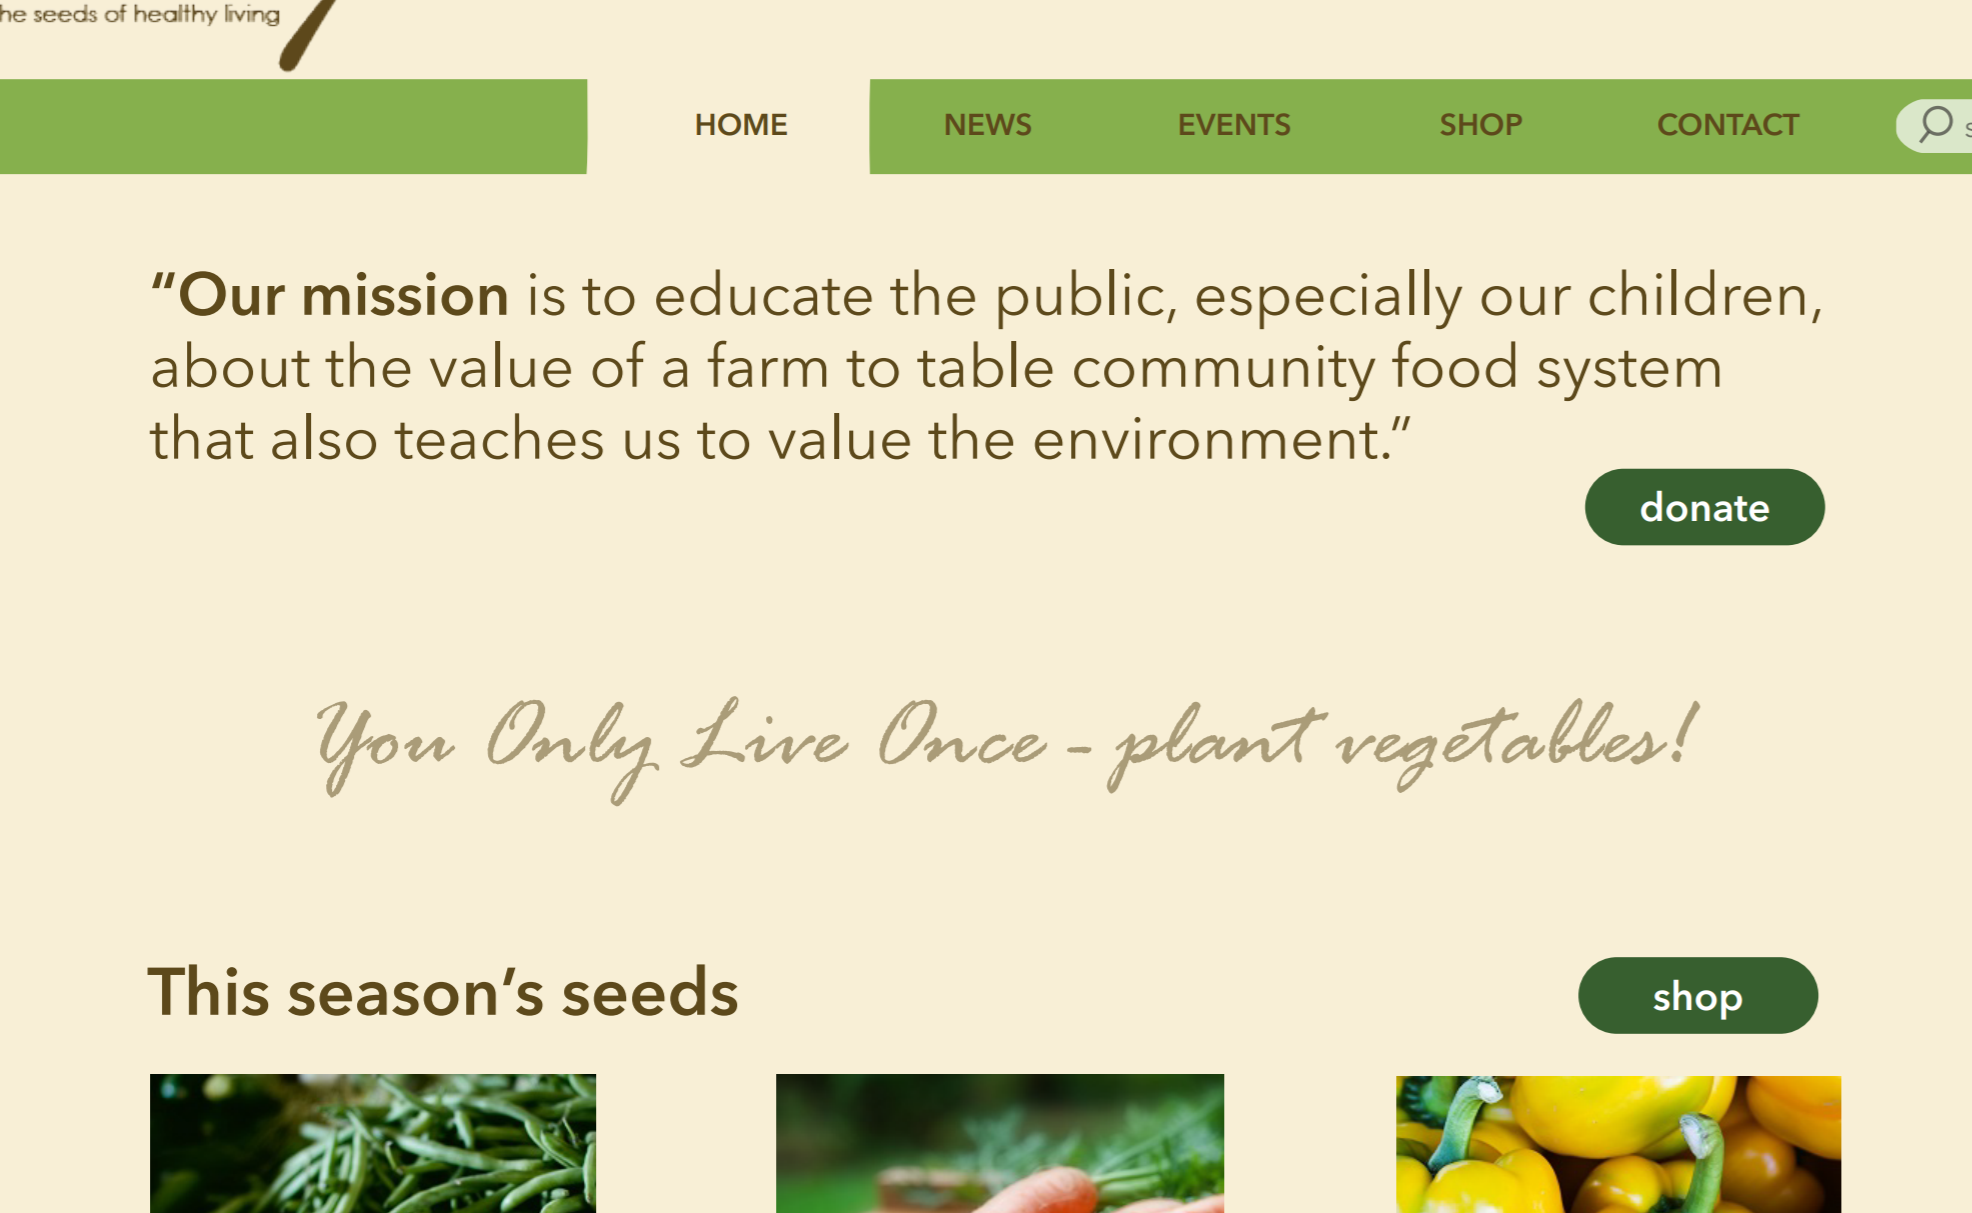 seeds of healthy living
HOME NEWS EVENTS SHOP CONTACT
“Our mission is to educate the public, especially our children,
about the value of a farm to table community food system
that also teaches us to value the environment.”
donate
You Only Live Once - plant vegetables!
This season’s seeds
shop